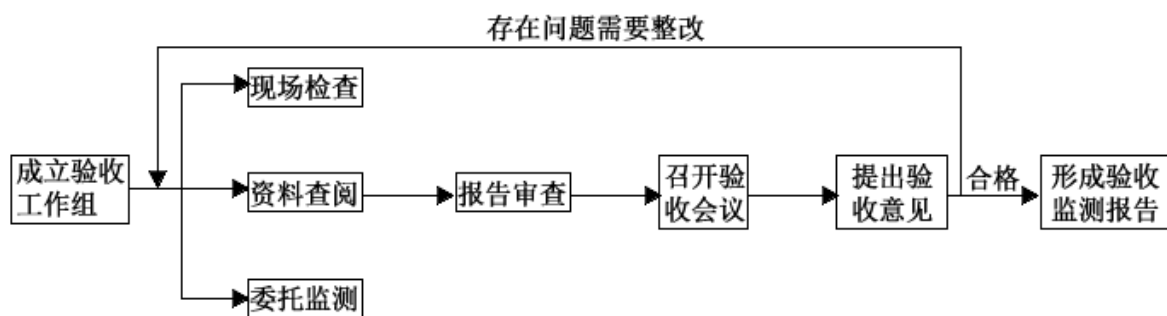 存在问题需要整改
现场检查
成立验收
工作组
资料查阅
报告审查
召开验
收会议
提出验
收意见
合格
形成验收
监测报告
委托监测